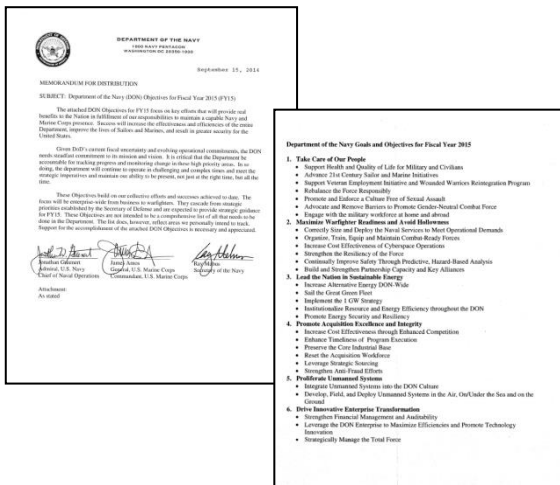 DEPARTMENT OF THE NAVY
1000 NAVY PENTAGON
WASHINGTON DC 20350-1000
September 15, 2014
MEMORANDUM FOR DISTRIBUTION
SUBJECT: Department of the Navy (DON) Objectives for Fiscal Year 2015 (FY15)
The attached DON Objectives for FY15 focus on key efforts that will provide real
benefits to the Nation in fulfillment of our responsibilities to maintain a capable Navy and
Marine Corps presence. Success will increase the effectiveness and efficiencies of the entire
Department, improve the lives of Sailors and Marines, and result in greater security for the
United States.
Given DoD's current fiscal uncertainty and evolving operational commitments, the DON
needs steadfast commitment to its mission and vision. It is critical that the Department be
accountable for tracking progress and monitoring change in these high priority areas. In so
doing, the department will continue to operate in challenging and complex times and meet the
strategic imperatives and maintain our ability to be present, not just at the right time, but all the
time.
These Objectives build on our collective efforts and successes achieved to date. The
focus will be enterprise-wide from business to warfighters. They cascade from strategic
priorities established by the Secretary of Defense and are expected to provide strategic guidance
for FY15. These Objectives are not intended to be a comprehensive list of all that needs to be
done in the Department. The list does, however, reflect areas we personally intend to track.
Support for the accomplishment of the attached DON Objectives is necessary and appreciated.
Jonathan Greenert
Admiral, U.S. Navy
Chief of Naval Operations
James Amos
General, U.S. Marine Corps
Commandant, U.S. Marine Corps
Ray Mabus
Secretary of the Navy
Attachment:
As stated
Department of the Navy Goals and Objectives for Fiscal Year 2015
1. Take Care of Our People
• Support Health and Quality of Life for Military and Civilians
• Advance 21st Century Sailor and Marine Initiatives
• Support Veteran Employment Initiative and Wounded Warriors Reintegration Program
• Rebalance the Force Responsibly
• Promote and Enforce a Culture Free of Sexual Assault
• Advocate and Remove Barriers to Promote Gender-Neutral Combat Force
• Engage with the military workforce at home and abroad
2. Maximize Warfighter Readiness and Avoid Hollowness
• Correctly Size and Deploy the Naval Services to Meet Operational Demands
• Organize, Train, Equip and Maintain Combat-Ready Forces
• Increase Cost Effectiveness of Cyberspace Operations
• Strengthen the Resiliency of the Force
• Continually Improve Safety Through Predictive, Hazard-Based Analysis
• Build and Strengthen Partnership Capacity and Key Alliances
3. Lead the Nation in Sustainable Energy
• Increase Alternative Energy DON-Wide
• Sail the Great Green Fleet
• Implement the 1 GW Strategy
• Institutionalize Resource and Energy Efficiency throughout the DON
• Promote Energy Security and Resiliency
4. Promote Acquisition Excellence and Integrity
• Increase Cost Effectiveness through Enhanced Competition
• Enhance Timeliness of Program Execution
• Preserve the Core Industrial Base
• Reset the Acquisition Workforce
• Leverage Strategic Sourcing
• Strengthen Anti-Fraud Efforts
5. Proliferate Unmanned Systems
• Integrate Unmanned Systems into the DON Culture
• Develop, Field, and Deploy Unmanned Systems in the Air, On/Under the Sea and on the
Ground
6. Drive Innovative Enterprise Transformation
• Strengthen Financial Management and Auditability
• Leverage the DON Enterprise to Maximize Efficiencies and Promote Technology
Innovation
• Strategically Manage the Total Force